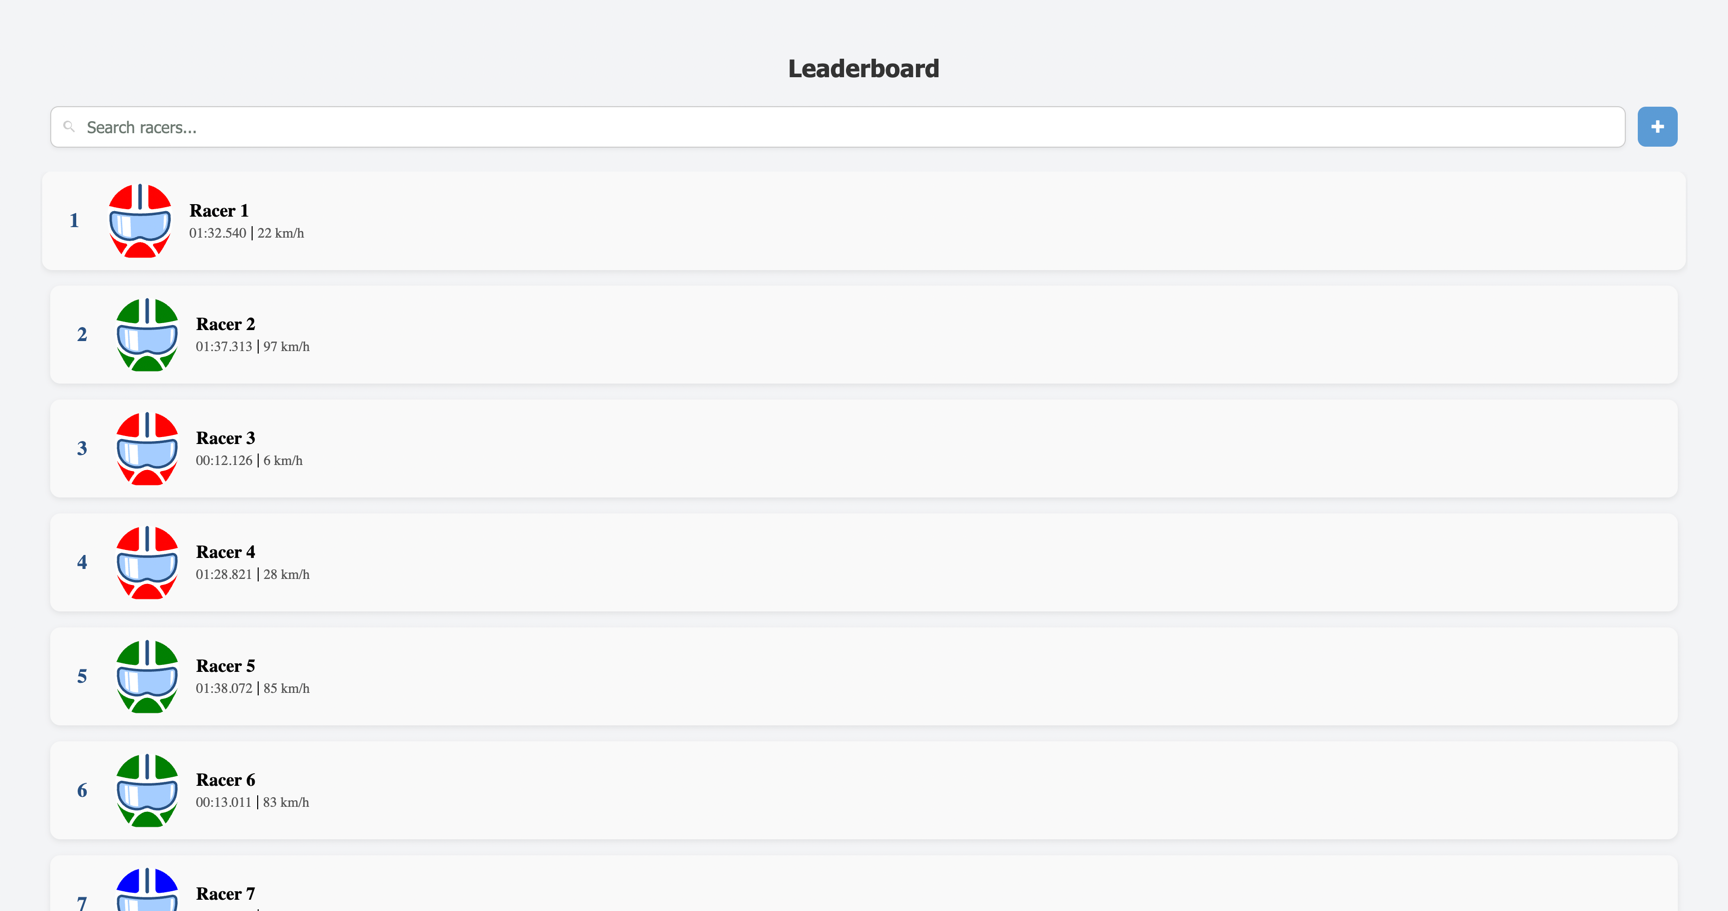 Leaderboard
Search racers...
+
1
Racer 1
01:32.540 | 22 km/h
2
Racer 2
01:37.313 | 97 km/h
3
Racer 3
00:12.126 | 6 km/h
4
Racer 4
01:28.821 | 28 km/h
5
Racer 5
01:38.072 | 85 km/h
6
Racer 6
00:13.011 | 83 km/h
7
Racer 7